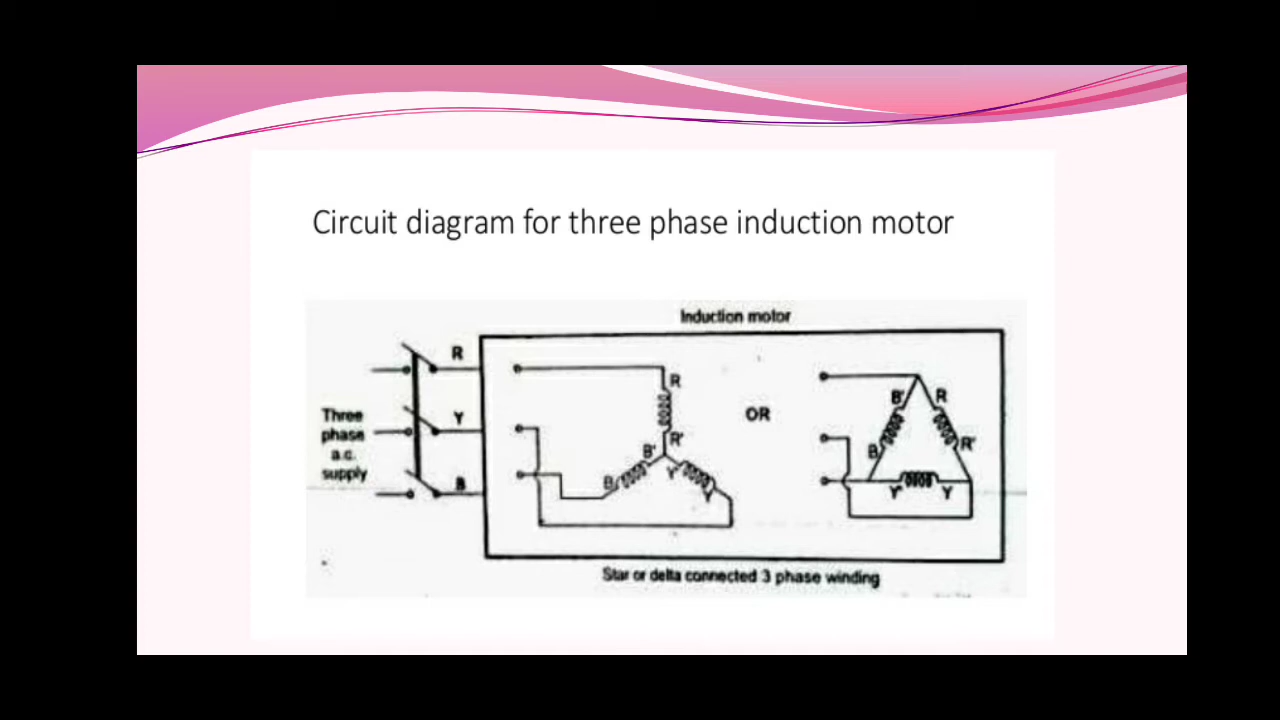 Circuit diagram for three phase induction motor
Induction motor
R
Y
B
Three
phase
a.c.
supply
R
R'
B'
B
Y'
Y
OR
B'
R
B
R'
Y'
Y
Star or delta connected 3 phase winding